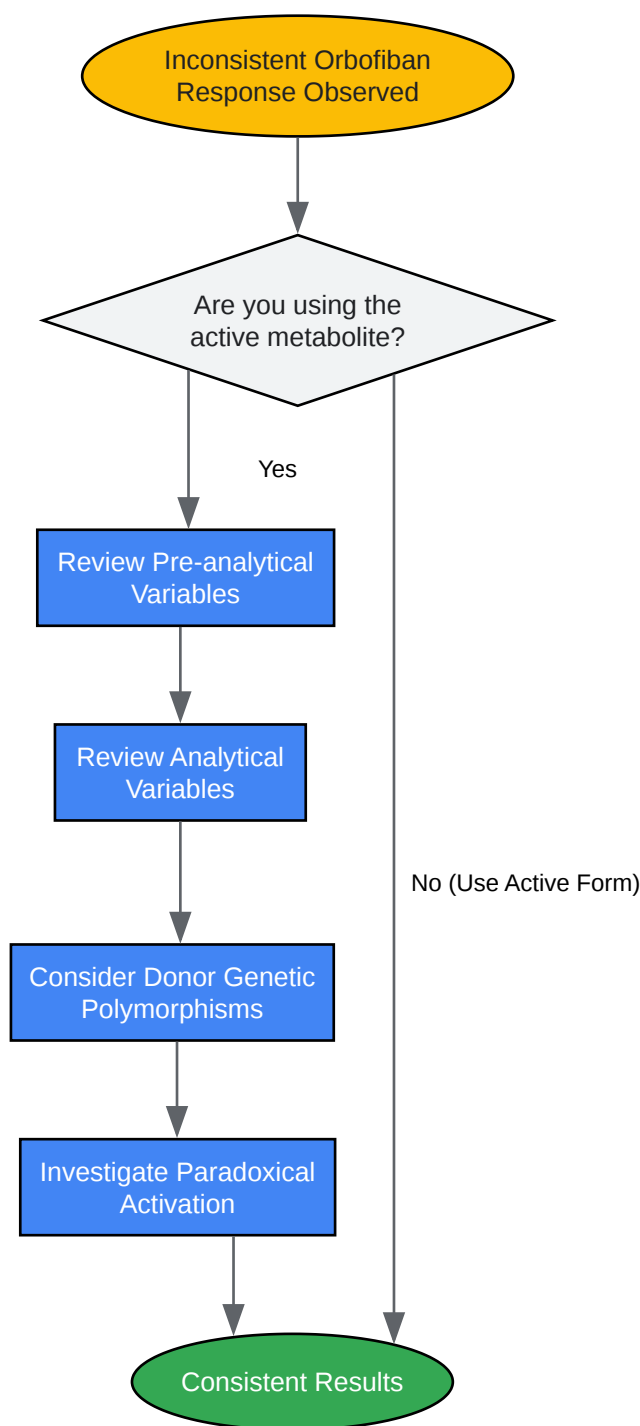 Inconsistent Orbofiban
Response Observed
Are you using the
active metabolite?
Yes
Review Pre-analytical
Variables
Review Analytical
Variables
No (Use Active Form)
Consider Donor Genetic
Polymorphisms
Investigate Paradoxical
Activation
Consistent Results